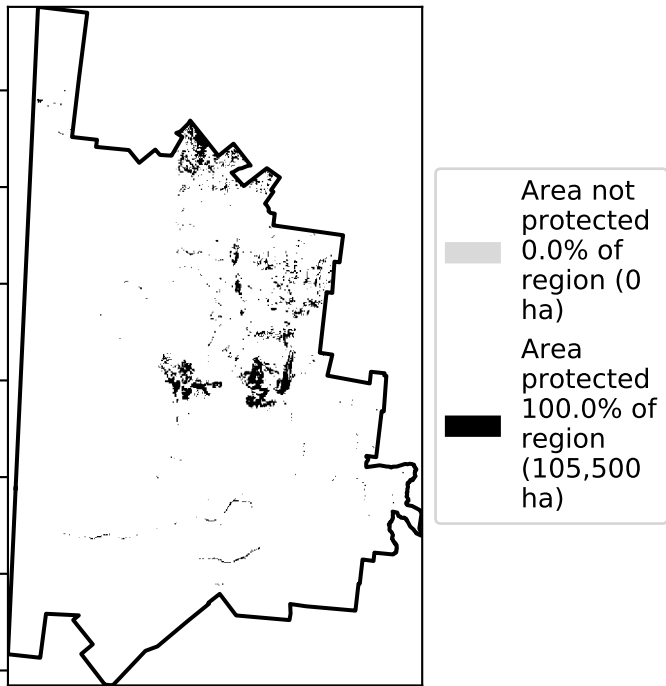 Area not
protected
0.0% of
region (0
ha)
Area
protected
100.0% of
region
(105,500
ha)